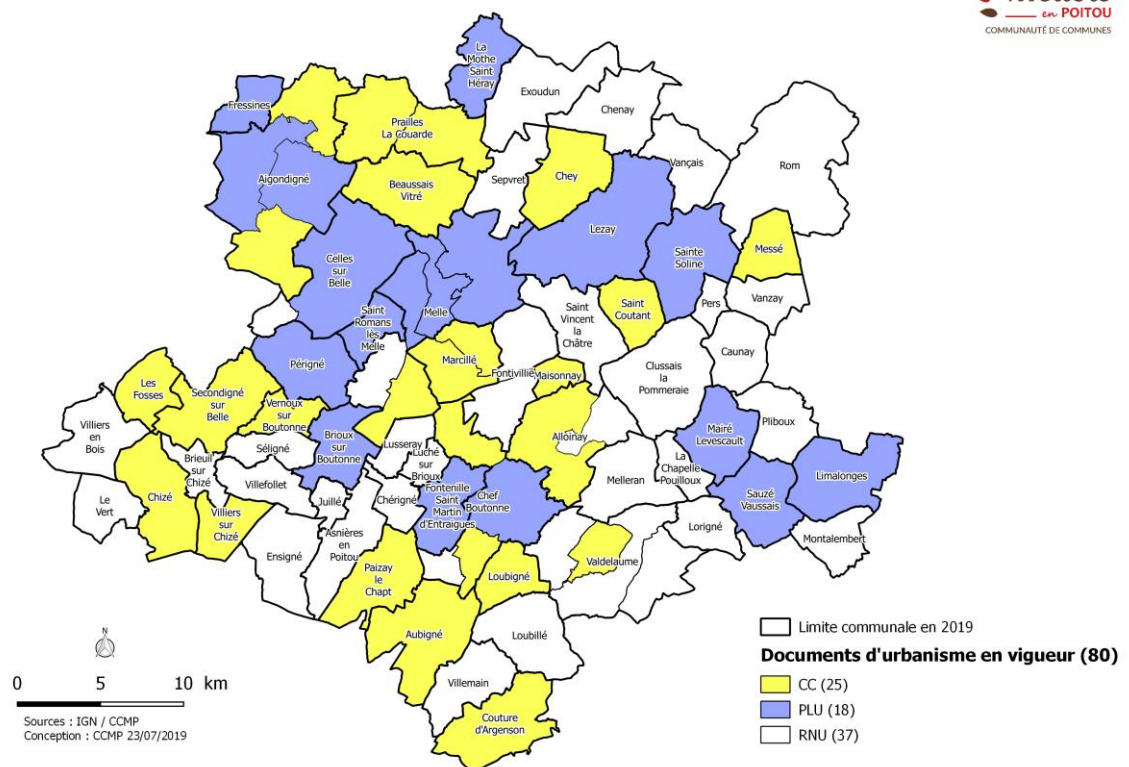 en POITOU
COMMUNAUTÉ DE COMMUNES
La
Mothe
Saint
Héray
Exoudun
Chenay
Fressines
Prailles
La Couarde
Rom
Vançais
Aigondigné
Sepvret
Chey
Beaussais
Vitré
Lezay
Messé
Sainte
Soline
Celles
sur
Belle
Melle
Saint
Romans
lès
Melle
Saint
Vincent
la
Châtre
Saint
Coutant
Pers
Vanzay
Caunay
Périgné
Marcillé
Fontivillié
Maisonnay
Clussais
la
Pommeraie
Les
Fosses
Secondigné
sur
Belle
Vernoux
sur
Boutonne
Villiers
en
Bois
Brioux
sur
Boutonne
Alloinay
Mairé
Levescault
Pliboux
Séligné
Lusseray
Luché
sur
Brioux
Brieuil
sur
Chizé
Villefollet
Juillé
Chérigné
Fontenille
Saint
Martin
d'Entraigues
Chef
Boutonne
Melleran
La
Chapelle
Pouilloux
Sauzé
Vaussais
Limalonges
Le
Vert
Chizé
Villiers
sur
Chizé
Ensigné
Asnières
en
Poitou
Lorigné
Montalembert
Paizay
le
Chapt
Loubigné
Valdelaume
Aubigné
Loubillé
Villemain
Couture
d'Argenson
N
0 5 10 km
Sources : IGN / CCMP
Conception : CCMP 23/07/2019
Limite communale en 2019
Documents d'urbanisme en vigueur (80)
CC (25)
PLU (18)
RNU (37)